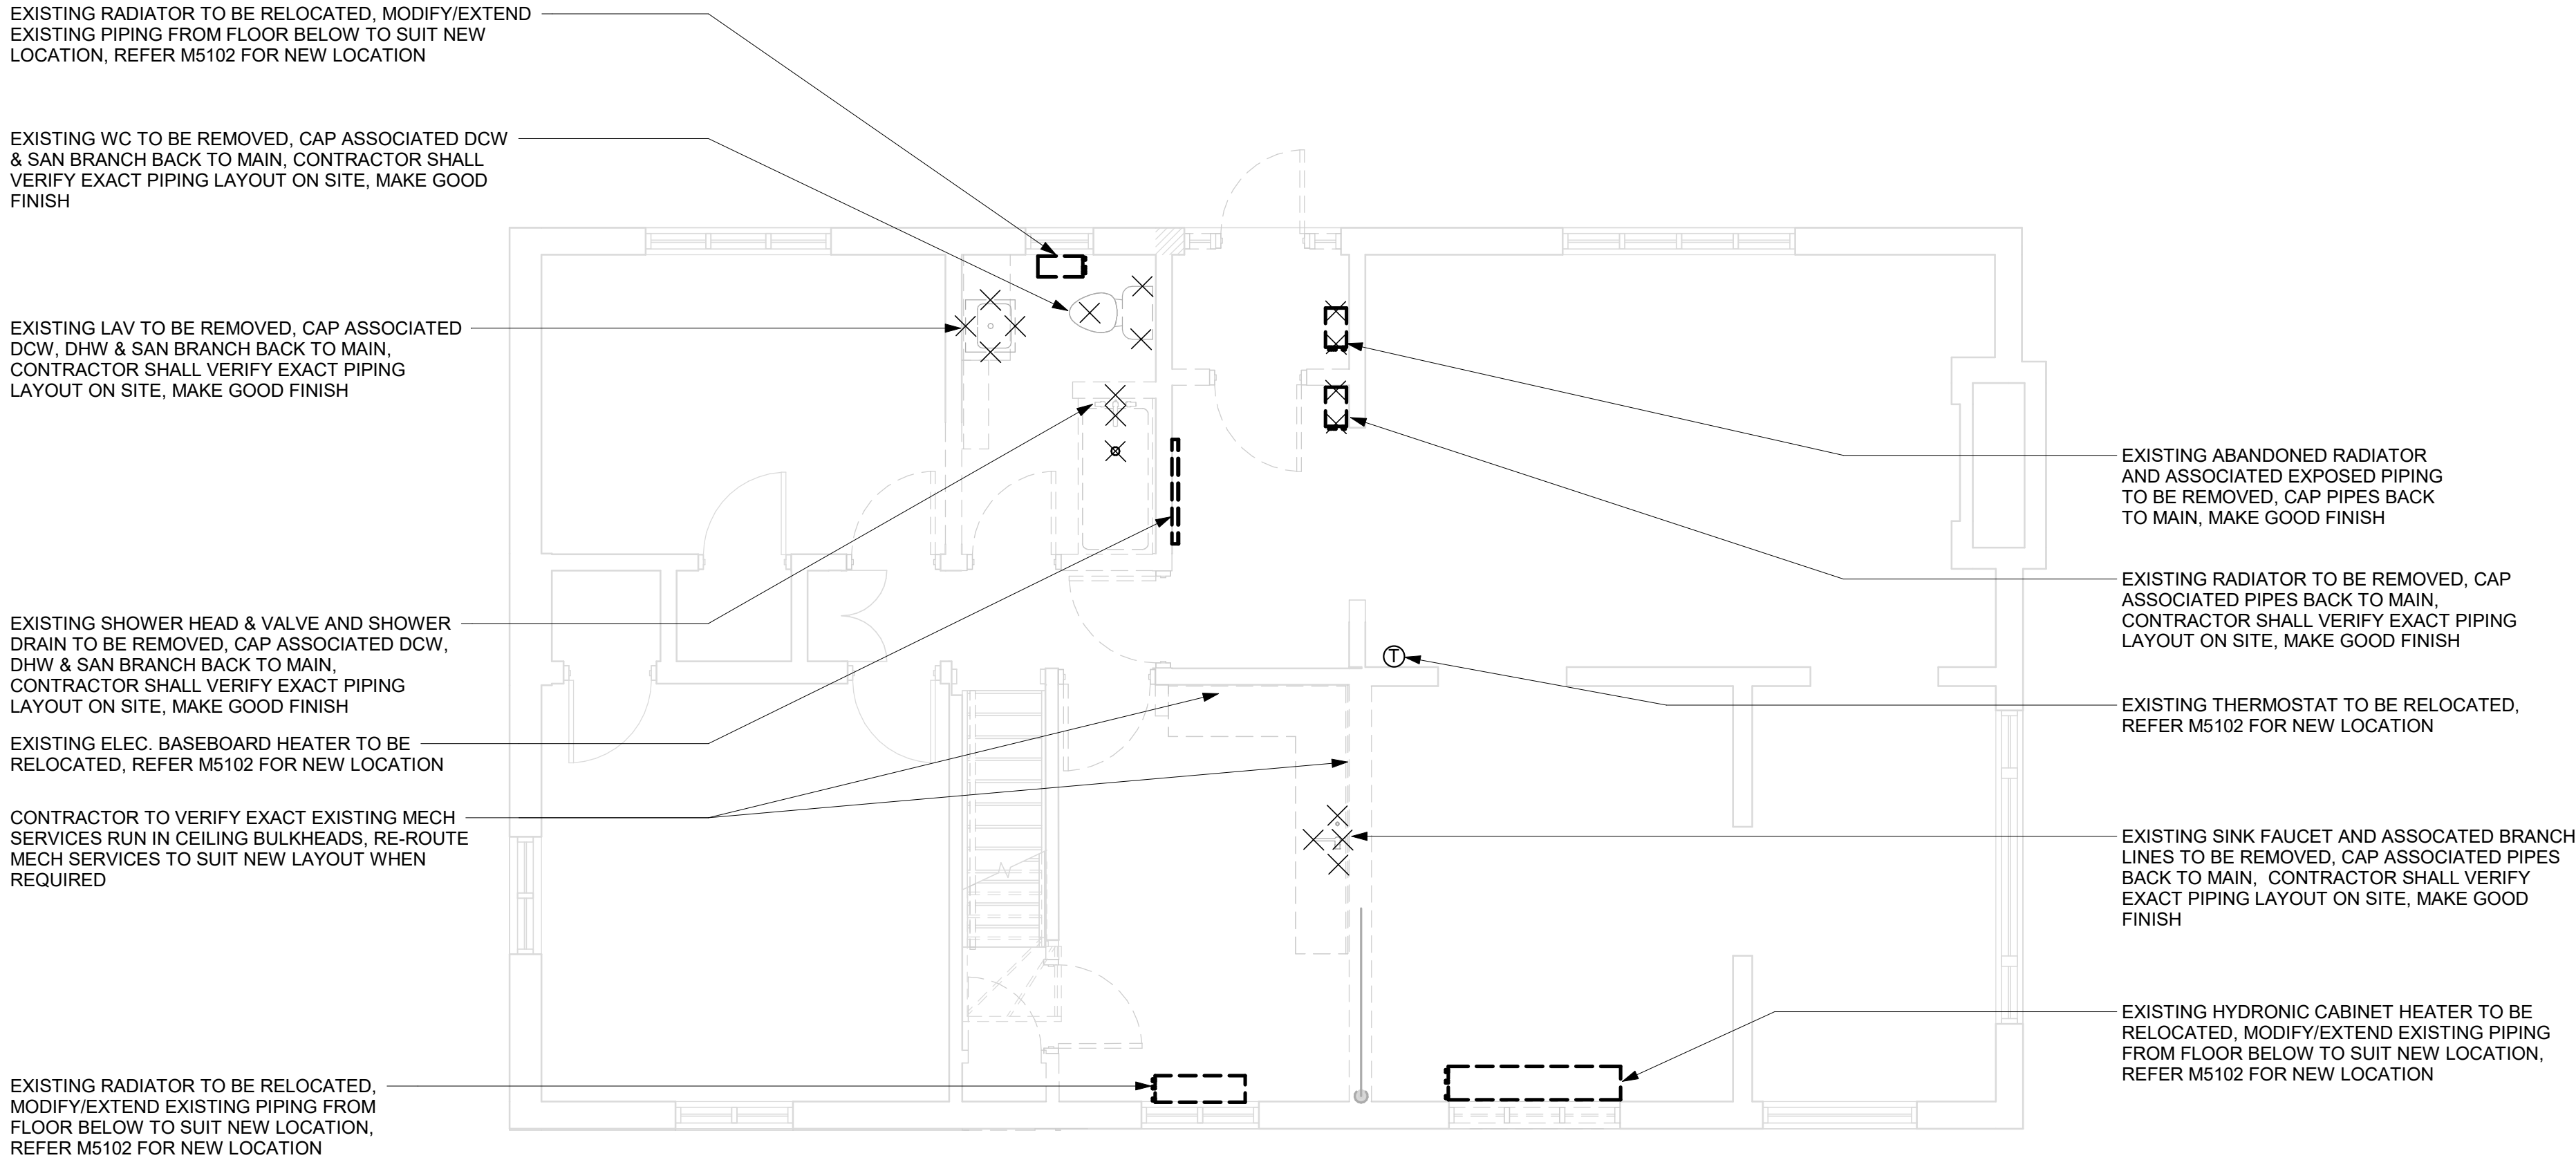 EXISTING RADIATOR TO BE RELOCATED, MODIFY/EXTEND
EXISTING PIPING FROM FLOOR BELOW TO SUIT NEW
LOCATION, REFER M5102 FOR NEW LOCATION
EXISTING WC TO BE REMOVED, CAP ASSOCIATED DCW
& SAN BRANCH BACK TO MAIN, CONTRACTOR SHALL
VERIFY EXACT PIPING LAYOUT ON SITE, MAKE GOOD
FINISH
EXISTING LAV TO BE REMOVED, CAP ASSOCIATED
DCW, DHW & SAN BRANCH BACK TO MAIN,
CONTRACTOR SHALL VERIFY EXACT PIPING
LAYOUT ON SITE, MAKE GOOD FINISH
EXISTING SHOWER HEAD & VALVE AND SHOWER
DRAIN TO BE REMOVED, CAP ASSOCIATED DCW,
DHW & SAN BRANCH BACK TO MAIN,
CONTRACTOR SHALL VERIFY EXACT PIPING
LAYOUT ON SITE, MAKE GOOD FINISH
EXISTING ELEC. BASEBOARD HEATER TO BE
RELOCATED, REFER M5102 FOR NEW LOCATION
CONTRACTOR TO VERIFY EXACT EXISTING MECH
SERVICES RUN IN CEILING BULKHEADS, RE-ROUTE
MECH SERVICES TO SUIT NEW LAYOUT WHEN
REQUIRED
EXISTING RADIATOR TO BE RELOCATED,
MODIFY/EXTEND EXISTING PIPING FROM
FLOOR BELOW TO SUIT NEW LOCATION,
REFER M5102 FOR NEW LOCATION
T
EXISTING ABANDONED RADIATOR
AND ASSOCIATED EXPOSED PIPING
TO BE REMOVED, CAP PIPES BACK
TO MAIN, MAKE GOOD FINISH
EXISTING RADIATOR TO BE REMOVED, CAP
ASSOCIATED PIPES BACK TO MAIN,
CONTRACTOR SHALL VERIFY EXACT PIPING
LAYOUT ON SITE, MAKE GOOD FINISH
EXISTING THERMOSTAT TO BE RELOCATED,
REFER M5102 FOR NEW LOCATION
EXISTING SINK FAUCET AND ASSOCATED BRANCH
LINES TO BE REMOVED, CAP ASSOCIATED PIPES
BACK TO MAIN, CONTRACTOR SHALL VERIFY
EXACT PIPING LAYOUT ON SITE, MAKE GOOD
FINISH
EXISTING HYDRONIC CABINET HEATER TO BE
RELOCATED, MODIFY/EXTEND EXISTING PIPING
FROM FLOOR BELOW TO SUIT NEW LOCATION,
REFER M5102 FOR NEW LOCATION